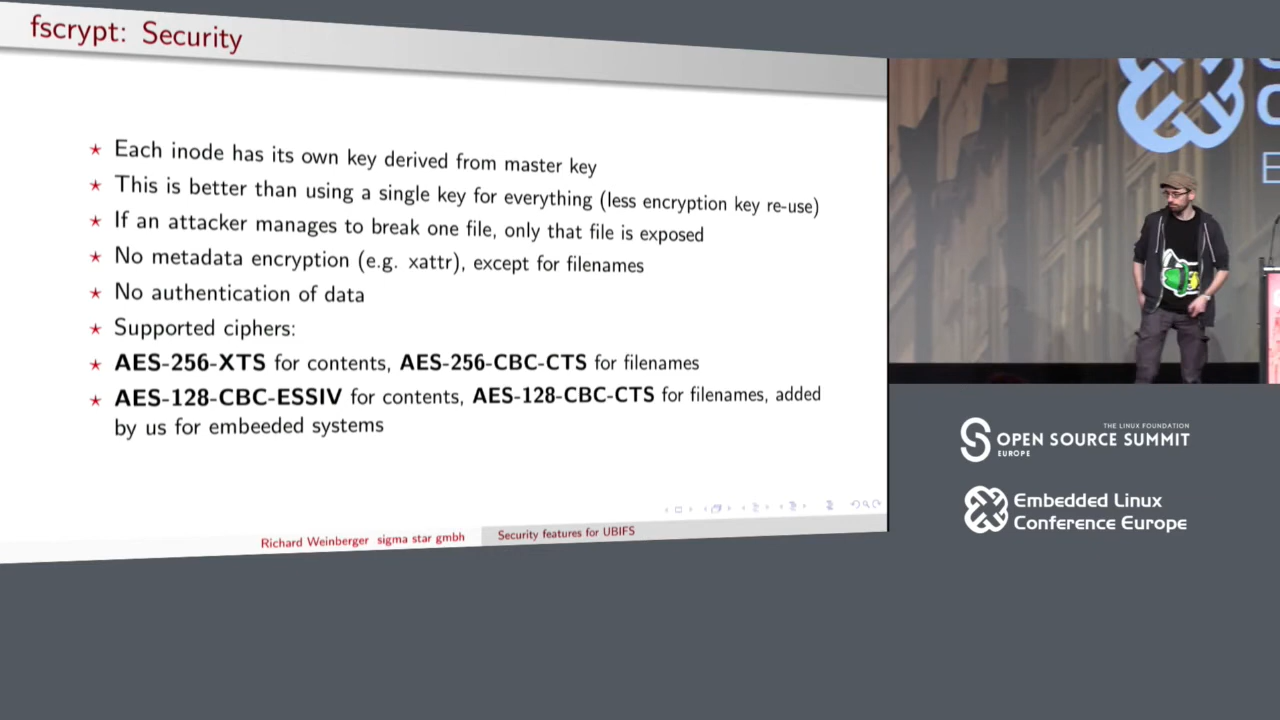 fscrypt: Security
Each inode has its own key derived from master key
This is better than using a single key for everything (less encryption key re-use)
If an attacker manages to break one file, only that file is exposed
No metadata encryption (e.g. xattr), except for filenames
No authentication of data
Supported ciphers:
AES-256-XTS for contents, AES-256-CBC-CTS for filenames
AES-128-CBC-ESSIV for contents, AES-128-CBC-CTS for filenames, added
by us for embeeded systems
Richard Weinberger sigma star gmbh
Security features for UBIFS
THE LINUX FOUNDATION
OPEN SOURCE SUMMIT
EUROPE
Embedded Linux
Conference Europe